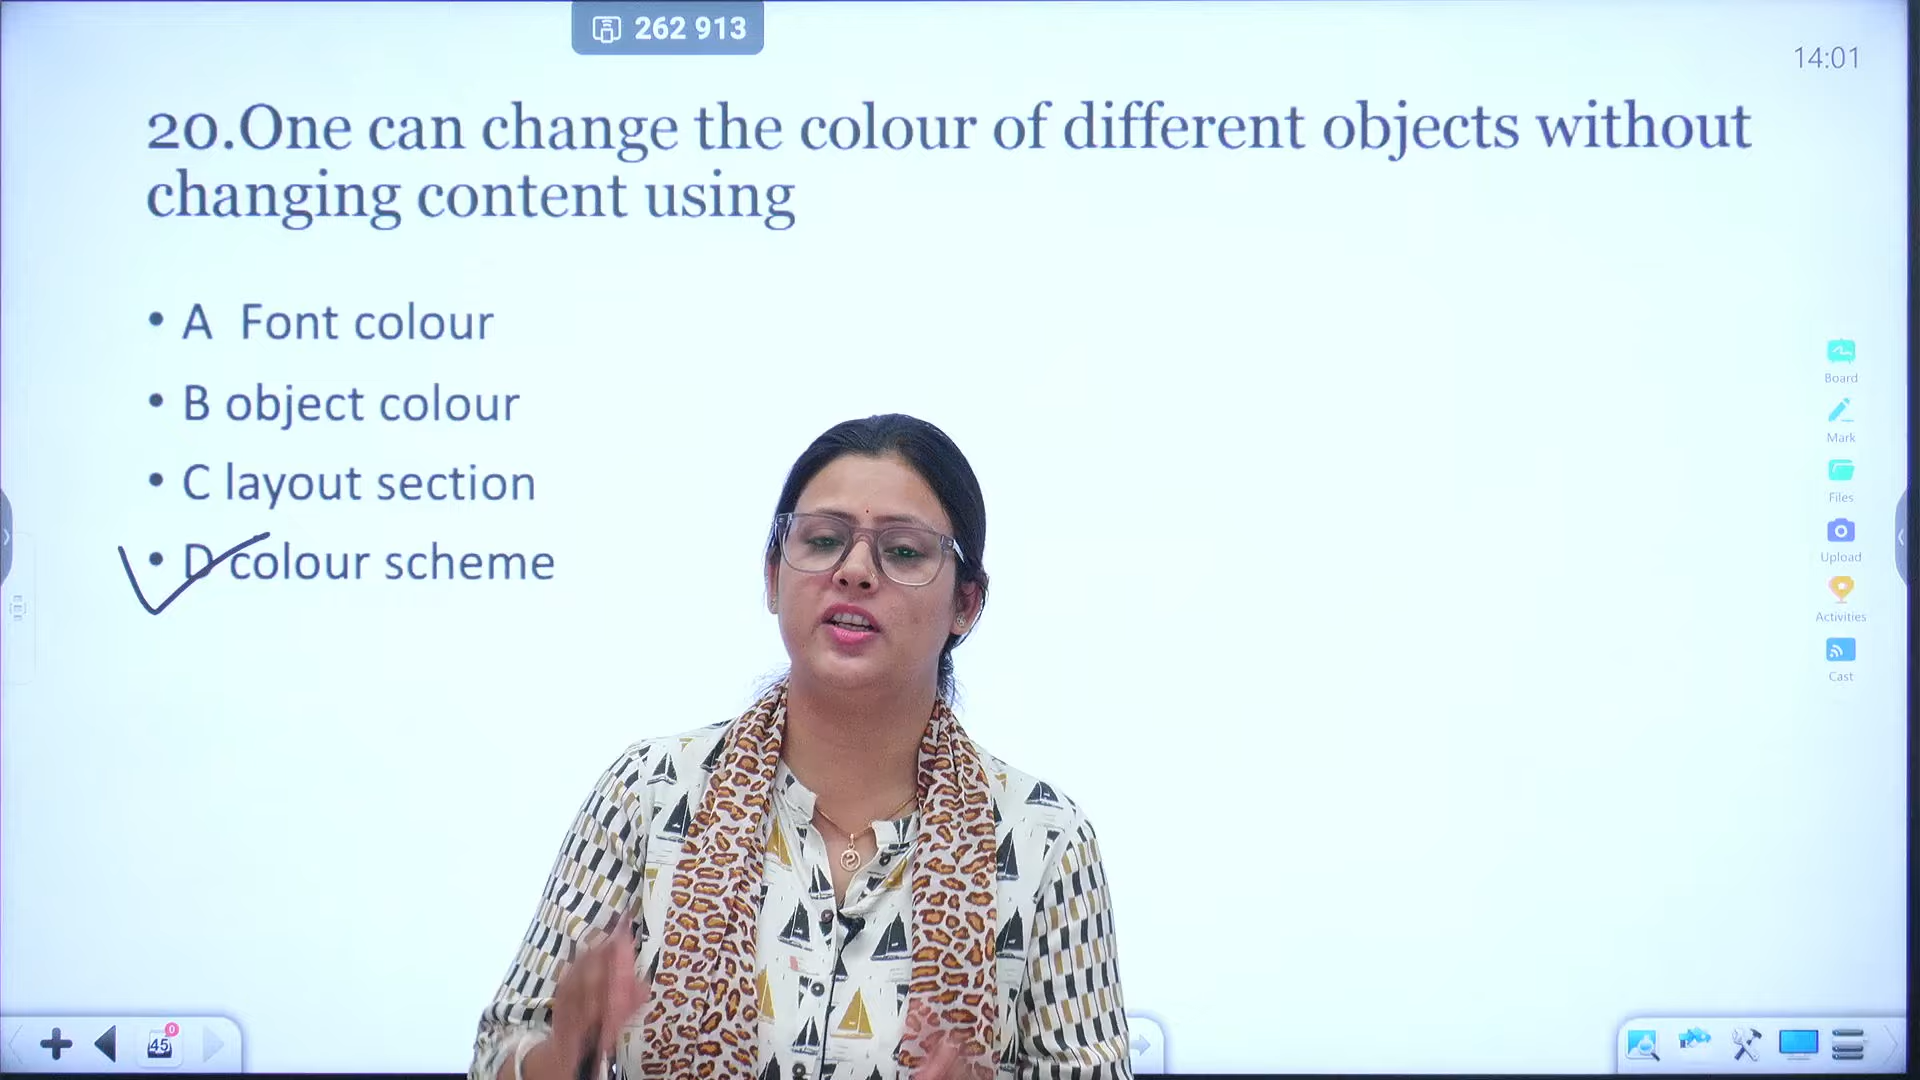 262 913
14:01
20.One can change the colour of different objects without
changing content using
• A Font colour
• B object colour
• C layout section
• D colour scheme
Board
Mark
Files
Upload
Activities
Cast
0
45